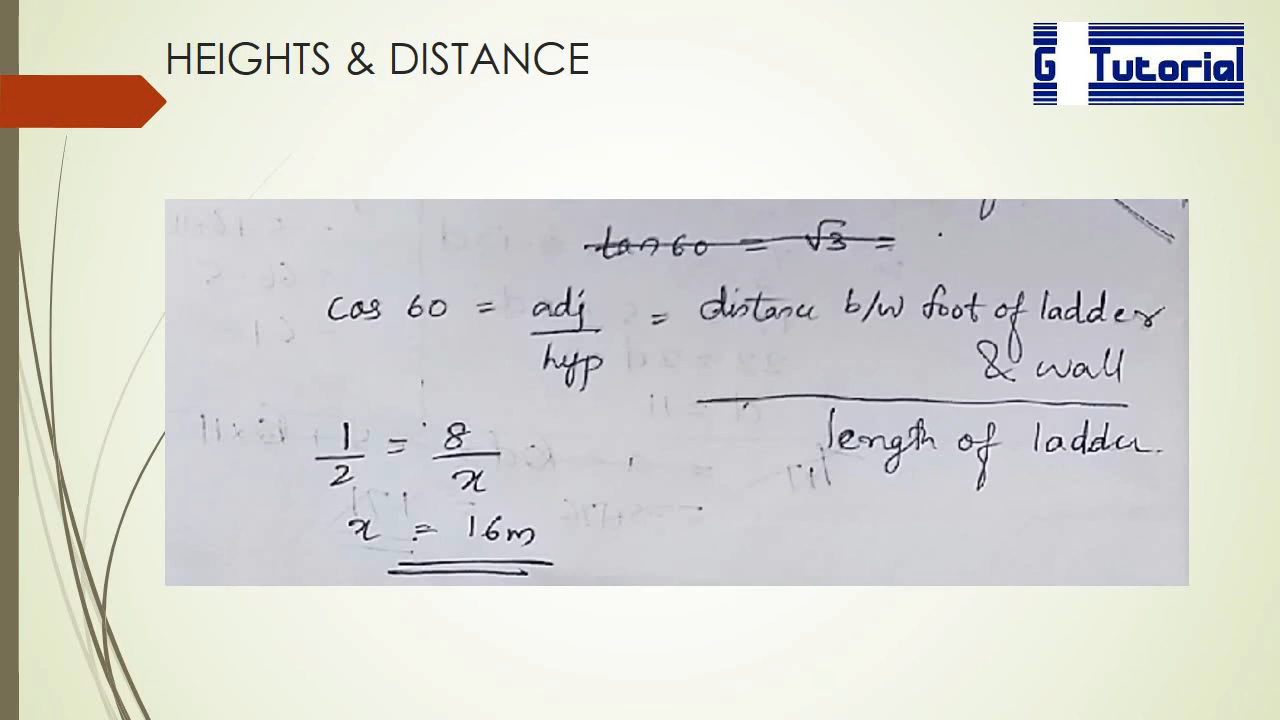 HEIGHTS & DISTANCE
G Tutorial
tan 60 = √3 =
cos 60 = adj/hyp = distance b/w foot of ladder & wall / length of ladder.
1/2 = 8/x
x = 16m